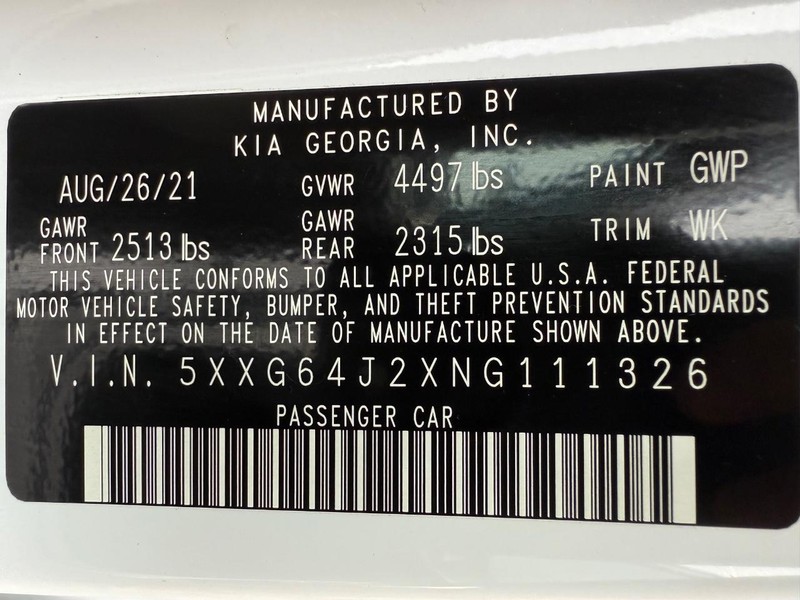 MANUFACTURED BY
KIA GEORGIA, INC.
AUG/26/21 GVWR 4497 lbs PAINT GWP
GAWR FRONT 2513 lbs GAWR REAR 2315 lbs TRIM WK
THIS VEHICLE CONFORMS TO ALL APPLICABLE U.S.A. FEDERAL
MOTOR VEHICLE SAFETY, BUMPER, AND THEFT PREVENTION STANDARDS
IN EFFECT ON THE DATE OF MANUFACTURE SHOWN ABOVE.
V.I.N. 5XXG64J2XNG111326
PASSENGER CAR